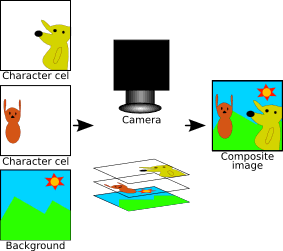 Character cel
Camera
Character cel
Composite
image
Background